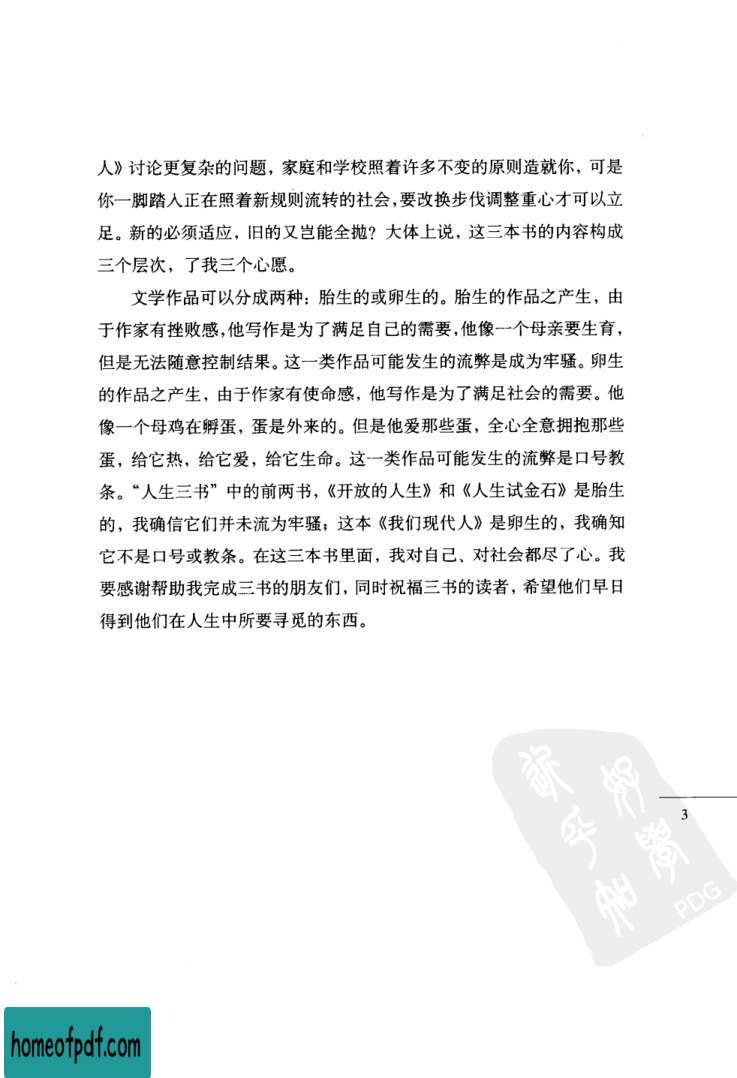 人》讨论更复杂的问题，家庭和学校照着许多不变的原则造就你，可是
你一脚踏人正在照着新规则流转的社会，要改换步伐调整重心才可以立
足。新的必须适应，旧的又岂能全抛？大体上说，这三本书的内容构成
三个层次，了我三个心愿。
文学作品可以分成两种：胎生的或卵生的。胎生的作品之产生，由
于作家有挫败感，他写作是为了满足自己的需要，他像一个母亲要生育，
但是无法随意控制结果。这一类作品可能发生的流弊是成为牢骚。卵生
的作品之产生，由于作家有使命感，他写作是为了满足社会的需要。他
像一个母鸡在孵蛋，蛋是外来的。但是他爱那些蛋，全心全意拥抱那些
蛋，给它热，给它爱，给它生命。这一类作品可能发生的流弊是口号教
条。“人生三书”中的前两书，《开放的人生》和《人生试金石》是胎生
的，我确信它们并未流为牢骚；这本《我们现代人》是卵生的，我确知
它不是口号或教条。在这三本书里面，我对自己、对社会都尽了心。我
要感谢帮助我完成三书的朋友们，同时祝福三书的读者，希望他们早日
得到他们在人生中所要寻觅的东西。
3
PDG
homeofpdf.com